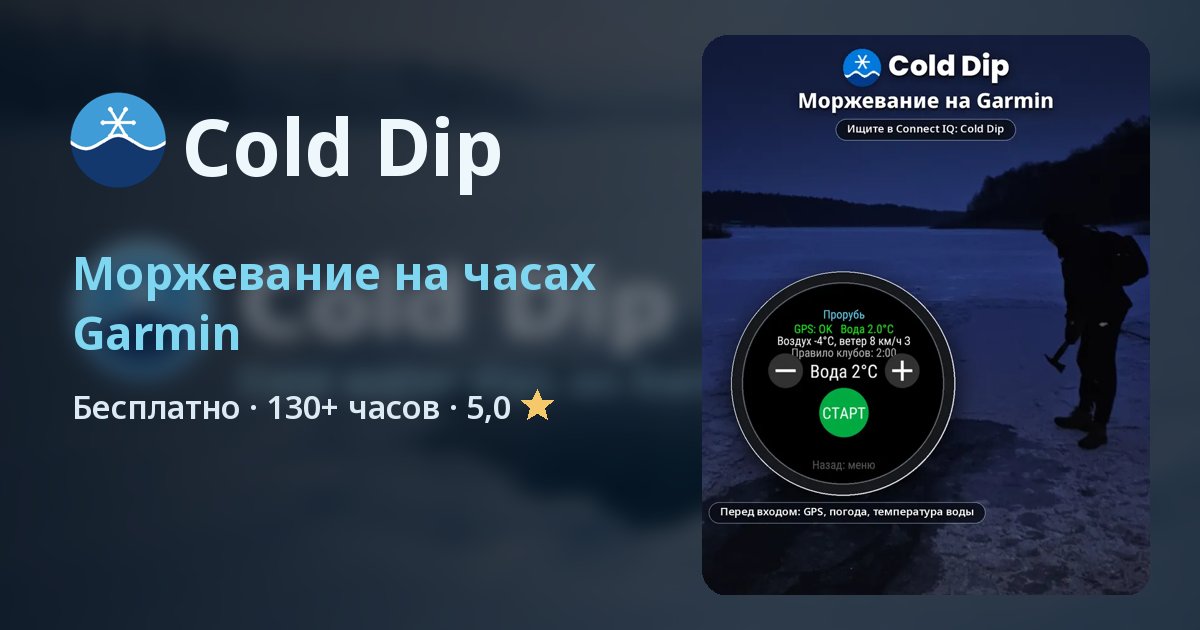 Cold Dip
Моржевание на часах
Garmin
Бесплатно · 130+ часов · 5,0
Cold Dip
Моржевание на Garmin
Ищите в Connect IQ: Cold Dip
Прорубь
GPS: OK Вода 2.0°C
Воздух -4°C, ветер 8 км/ч З
Правило клубов: 2:00
Вода 2°C
СТАРТ
Назад: меню
Перед входом: GPS, погода, температура воды